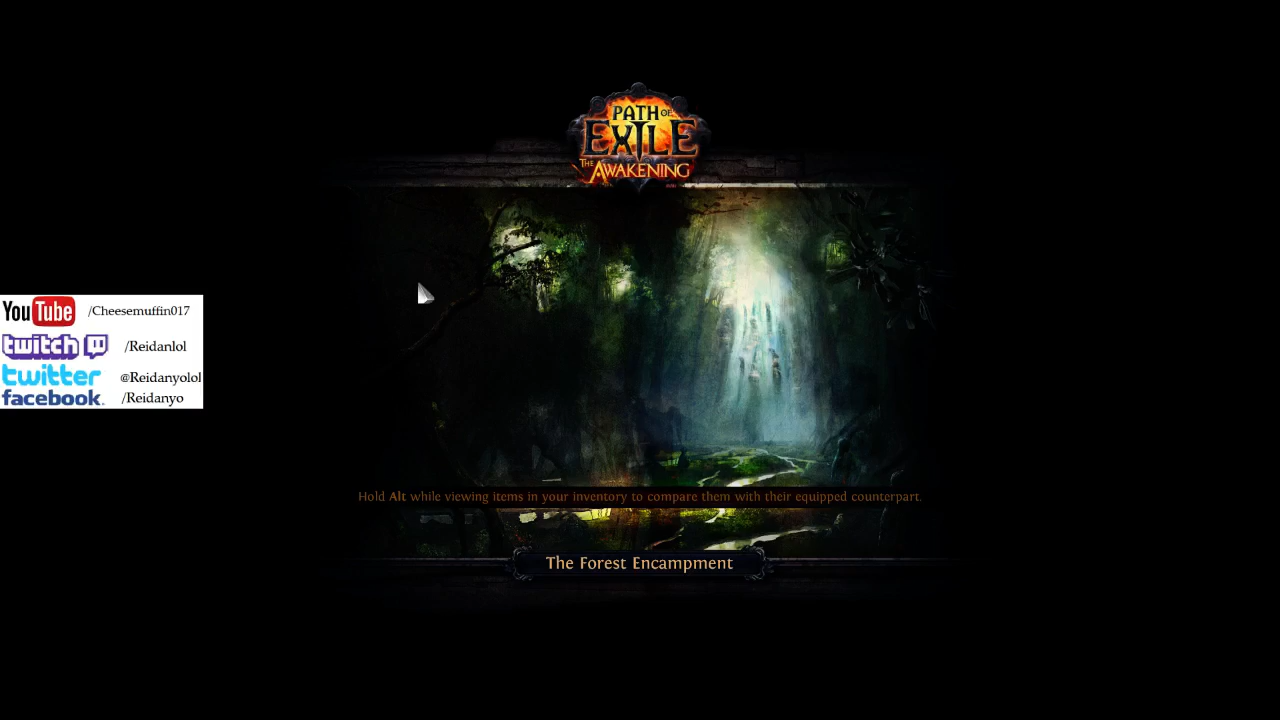 PATH OF
EXILE
THE
AWAKENING
YouTube /Cheesemuffin017
twitch /Reidanlol
twitter @Reidanyolol
facebook. /Reidanyo
Hold Alt while viewing items in your inventory to compare them with their equipped counterpart.
The Forest Encampment